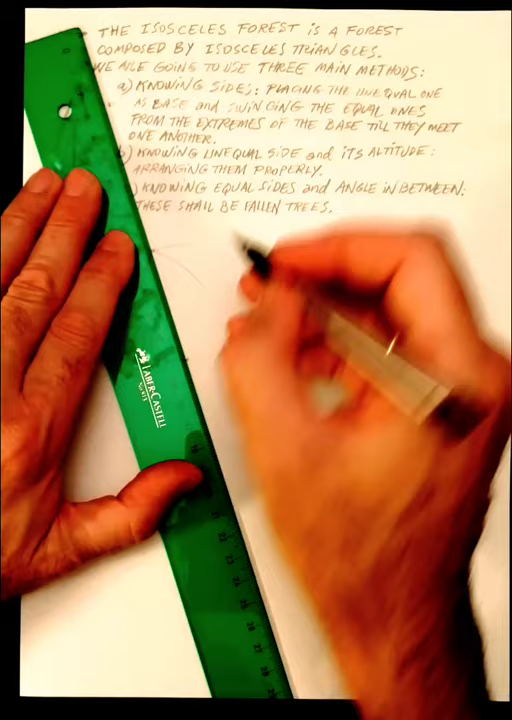 THE ISOSCELES FOREST IS A FOREST
COMPOSED BY ISOSCELES TRIANGLES.
WE ARE GOING TO USE THREE MAIN METHODS:
a) KNOWING SIDES: PLACING THE UNEQUAL ONE
AS BASE and SWINGING THE EQUAL ONES
FROM THE EXTREMES OF THE BASE TILL THEY MEET
ONE ANOTHER.
b) KNOWING UNEQUAL SIDE and ITS ALTITUDE:
ARRANGING THEM PROPERLY.
) KNOWING EQUAL SIDES and ANGLE IN BETWEEN:
THESE SHALL BE FALLEN TREES.
FABER-CASTELL